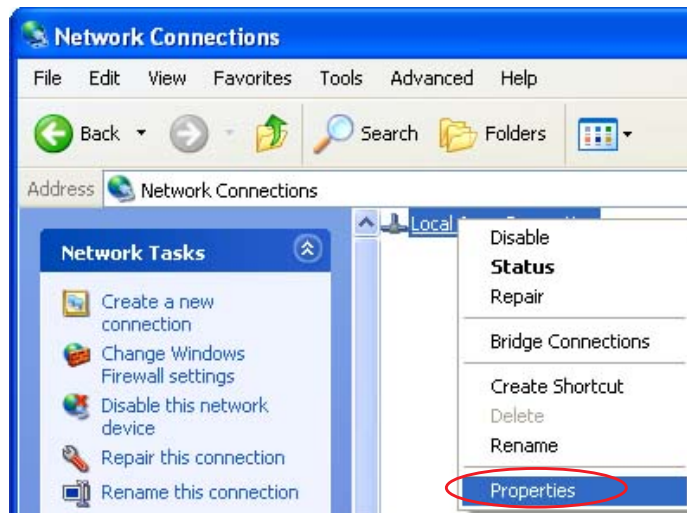 Network Connections
File Edit View Favorites Tools Advanced Help
Back Search Folders
Address Network Connections
Network Tasks
Create a new
connection
Change Windows
Firewall settings
Disable this network
device
Repair this connection
Rename this connection
Local
Disable
Status
Repair
Bridge Connections
Create Shortcut
Delete
Rename
Properties